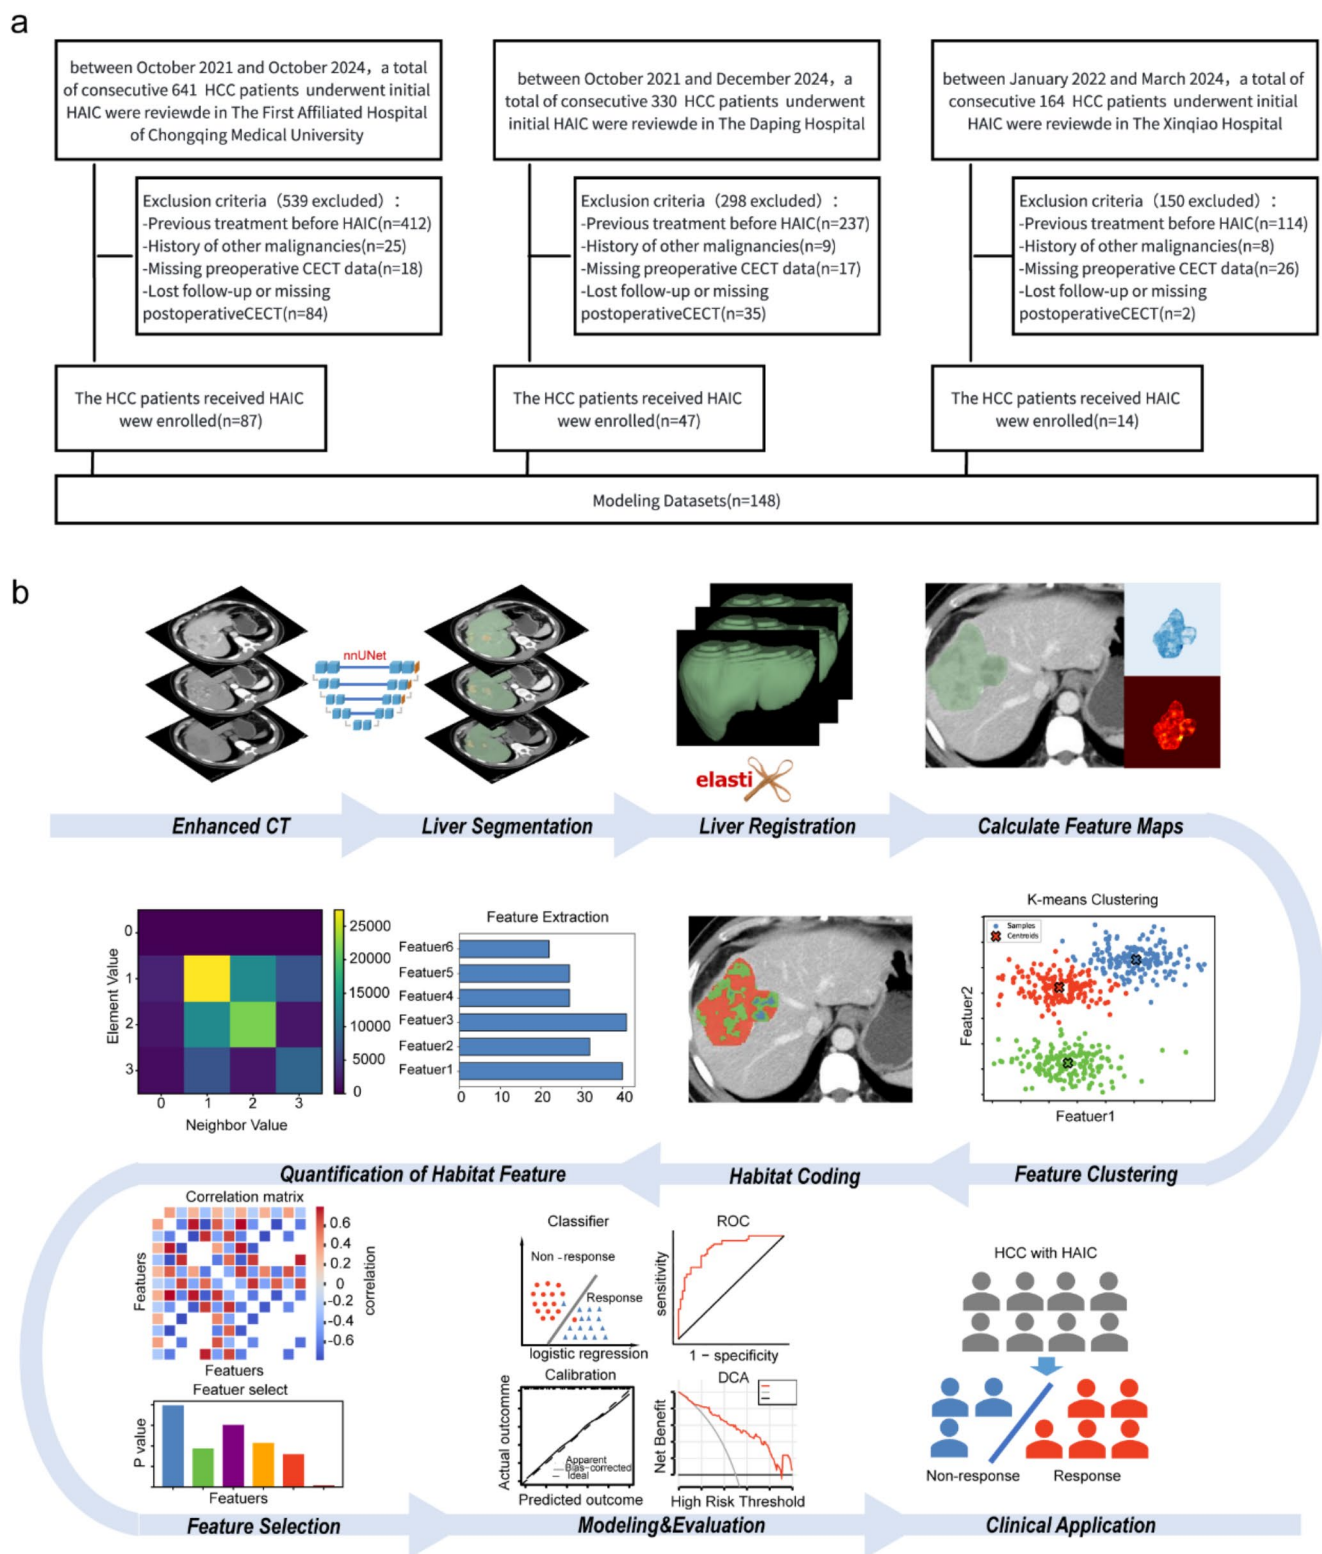 a
between October 2021 and October 2024, a total
of consecutive 641 HCC patients underwent initial
HAIC were reviewde in The First Affiliated Hospital
of Chongqing Medical University
between October 2021 and December 2024, a
total of consecutive 330 HCC patients underwent
initial HAIC were reviewde in The Daping Hospital
between January 2022 and March 2024, a total of
consecutive 164 HCC patients underwent initial
HAIC were reviewde in The Xinqiao Hospital
Exclusion criteria（539 excluded）:
-Previous treatment before HAIC(n=412)
-History of other malignancies(n=25)
-Missing preoperative CECT data(n=18)
-Lost follow-up or missing
postoperativeCECT(n=84)
Exclusion criteria（298 excluded）:
-Previous treatment before HAIC(n=237)
-History of other malignancies(n=9)
-Missing preoperative CECT data(n=17)
-Lost follow-up or missing
postoperativeCECT(n=35)
Exclusion criteria（150 excluded）:
-Previous treatment before HAIC(n=114)
-History of other malignancies(n=8)
-Missing preoperative CECT data(n=26)
-Lost follow-up or missing
postoperativeCECT(n=2)
The HCC patients received HAIC
wew enrolled(n=87)
The HCC patients received HAIC
wew enrolled(n=47)
The HCC patients received HAIC
wew enrolled(n=14)
Modeling Datasets(n=148)
b
nnUNet
elasti
Enhanced CT
Liver Segmentation
Liver Registration
Calculate Feature Maps
Element Value
0
1
2
3
0 1 2 3
Neighbor Value
25000
20000
15000
10000
5000
0
Feature Extraction
Featuer6
Featuer5
Featuer4
Featuer3
Featuer2
Featuer1
0 10 20 30 40
K-means Clustering
Samples
Centroids
Featuer2
Featuer1
Quantification of Habitat Feature
Habitat Coding
Feature Clustering
Correlation matrix
Featuers
Featuers
0.6
0.4
0.2
0
-0.2
-0.4
-0.6
correlation
Featuer select
P value
Featuers
Classifier
Non-response
Response
logistic regression
ROC
sensitivity
1 − specificity
Calibration
Actual outcomme
Apparent
Bias-corrected
Ideal
Predicted outcome
DCA
Net Benefit
High Risk Threshold
HCC with HAIC
Non-response
Response
Feature Selection
Modeling&Evaluation
Clinical Application